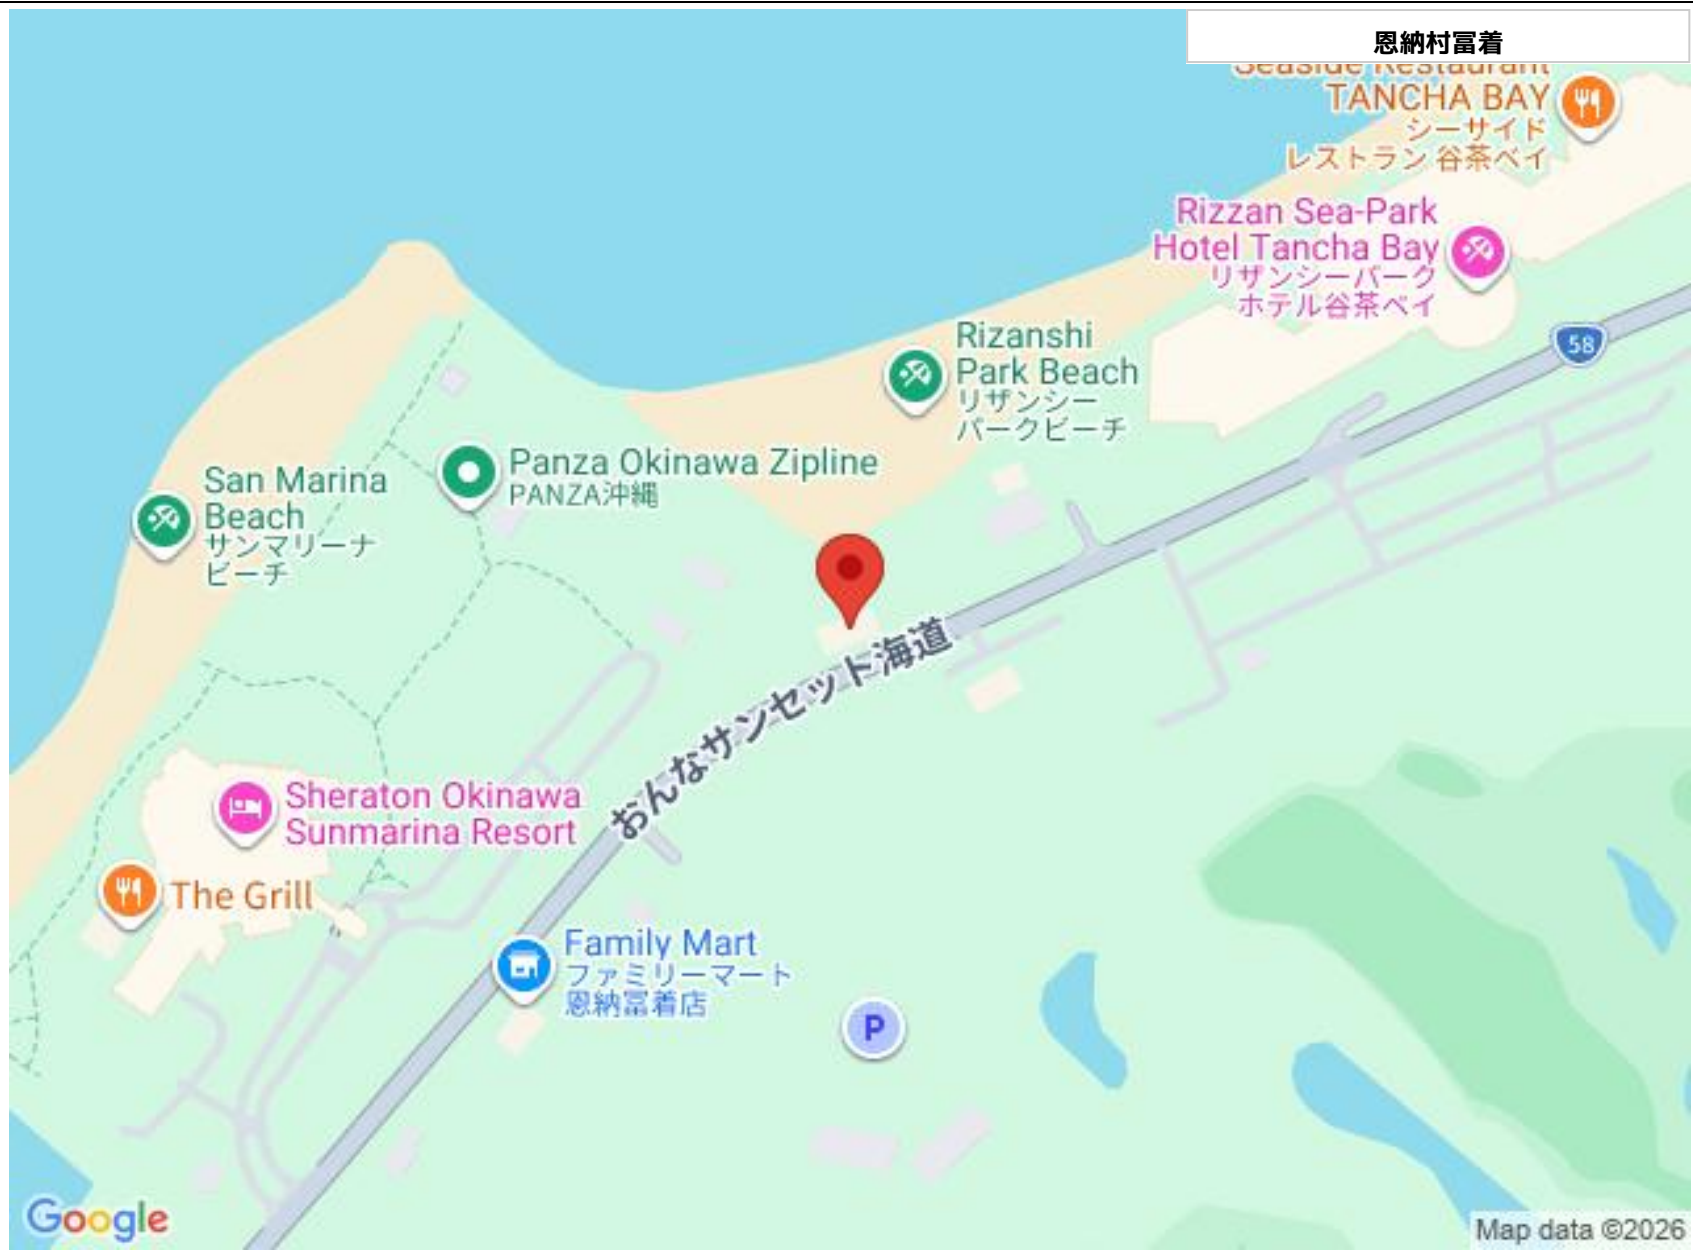 恩納村冨着
Seaside Restaurant
TANCHA BAY
シーサイド
レストラン 谷茶ベイ
Rizzan Sea-Park
Hotel Tancha Bay
リザンシーパーク
ホテル谷茶ベイ
58
Rizanshi
Park Beach
リザンシー
パークビーチ
Panza Okinawa Zipline
PANZA沖縄
San Marina
Beach
サンマリーナ
ビーチ
おんなサンセット海道
Sheraton Okinawa
Sunmarina Resort
The Grill
Family Mart
ファミリーマート
恩納冨着店
P
Google
Map data ©2026